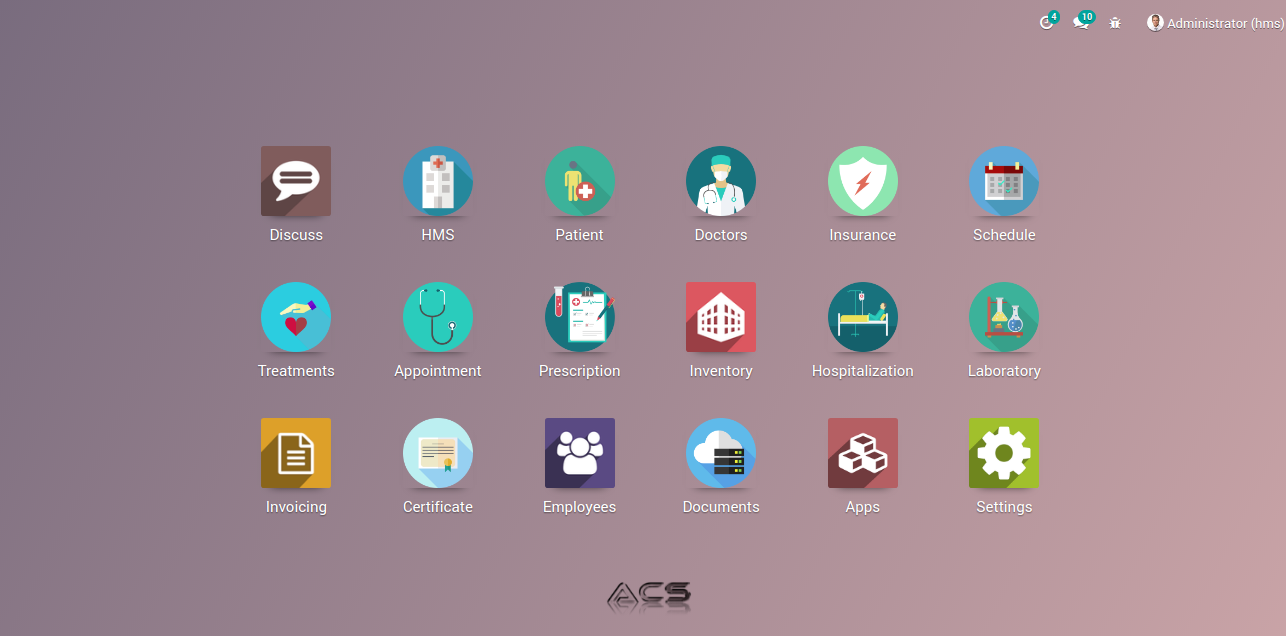 4 10 Administrator (hms)
Discuss HMS Patient Doctors Insurance Schedule
Treatments Appointment Prescription Inventory Hospitalization Laboratory
Invoicing Certificate Employees Documents Apps Settings
ACS